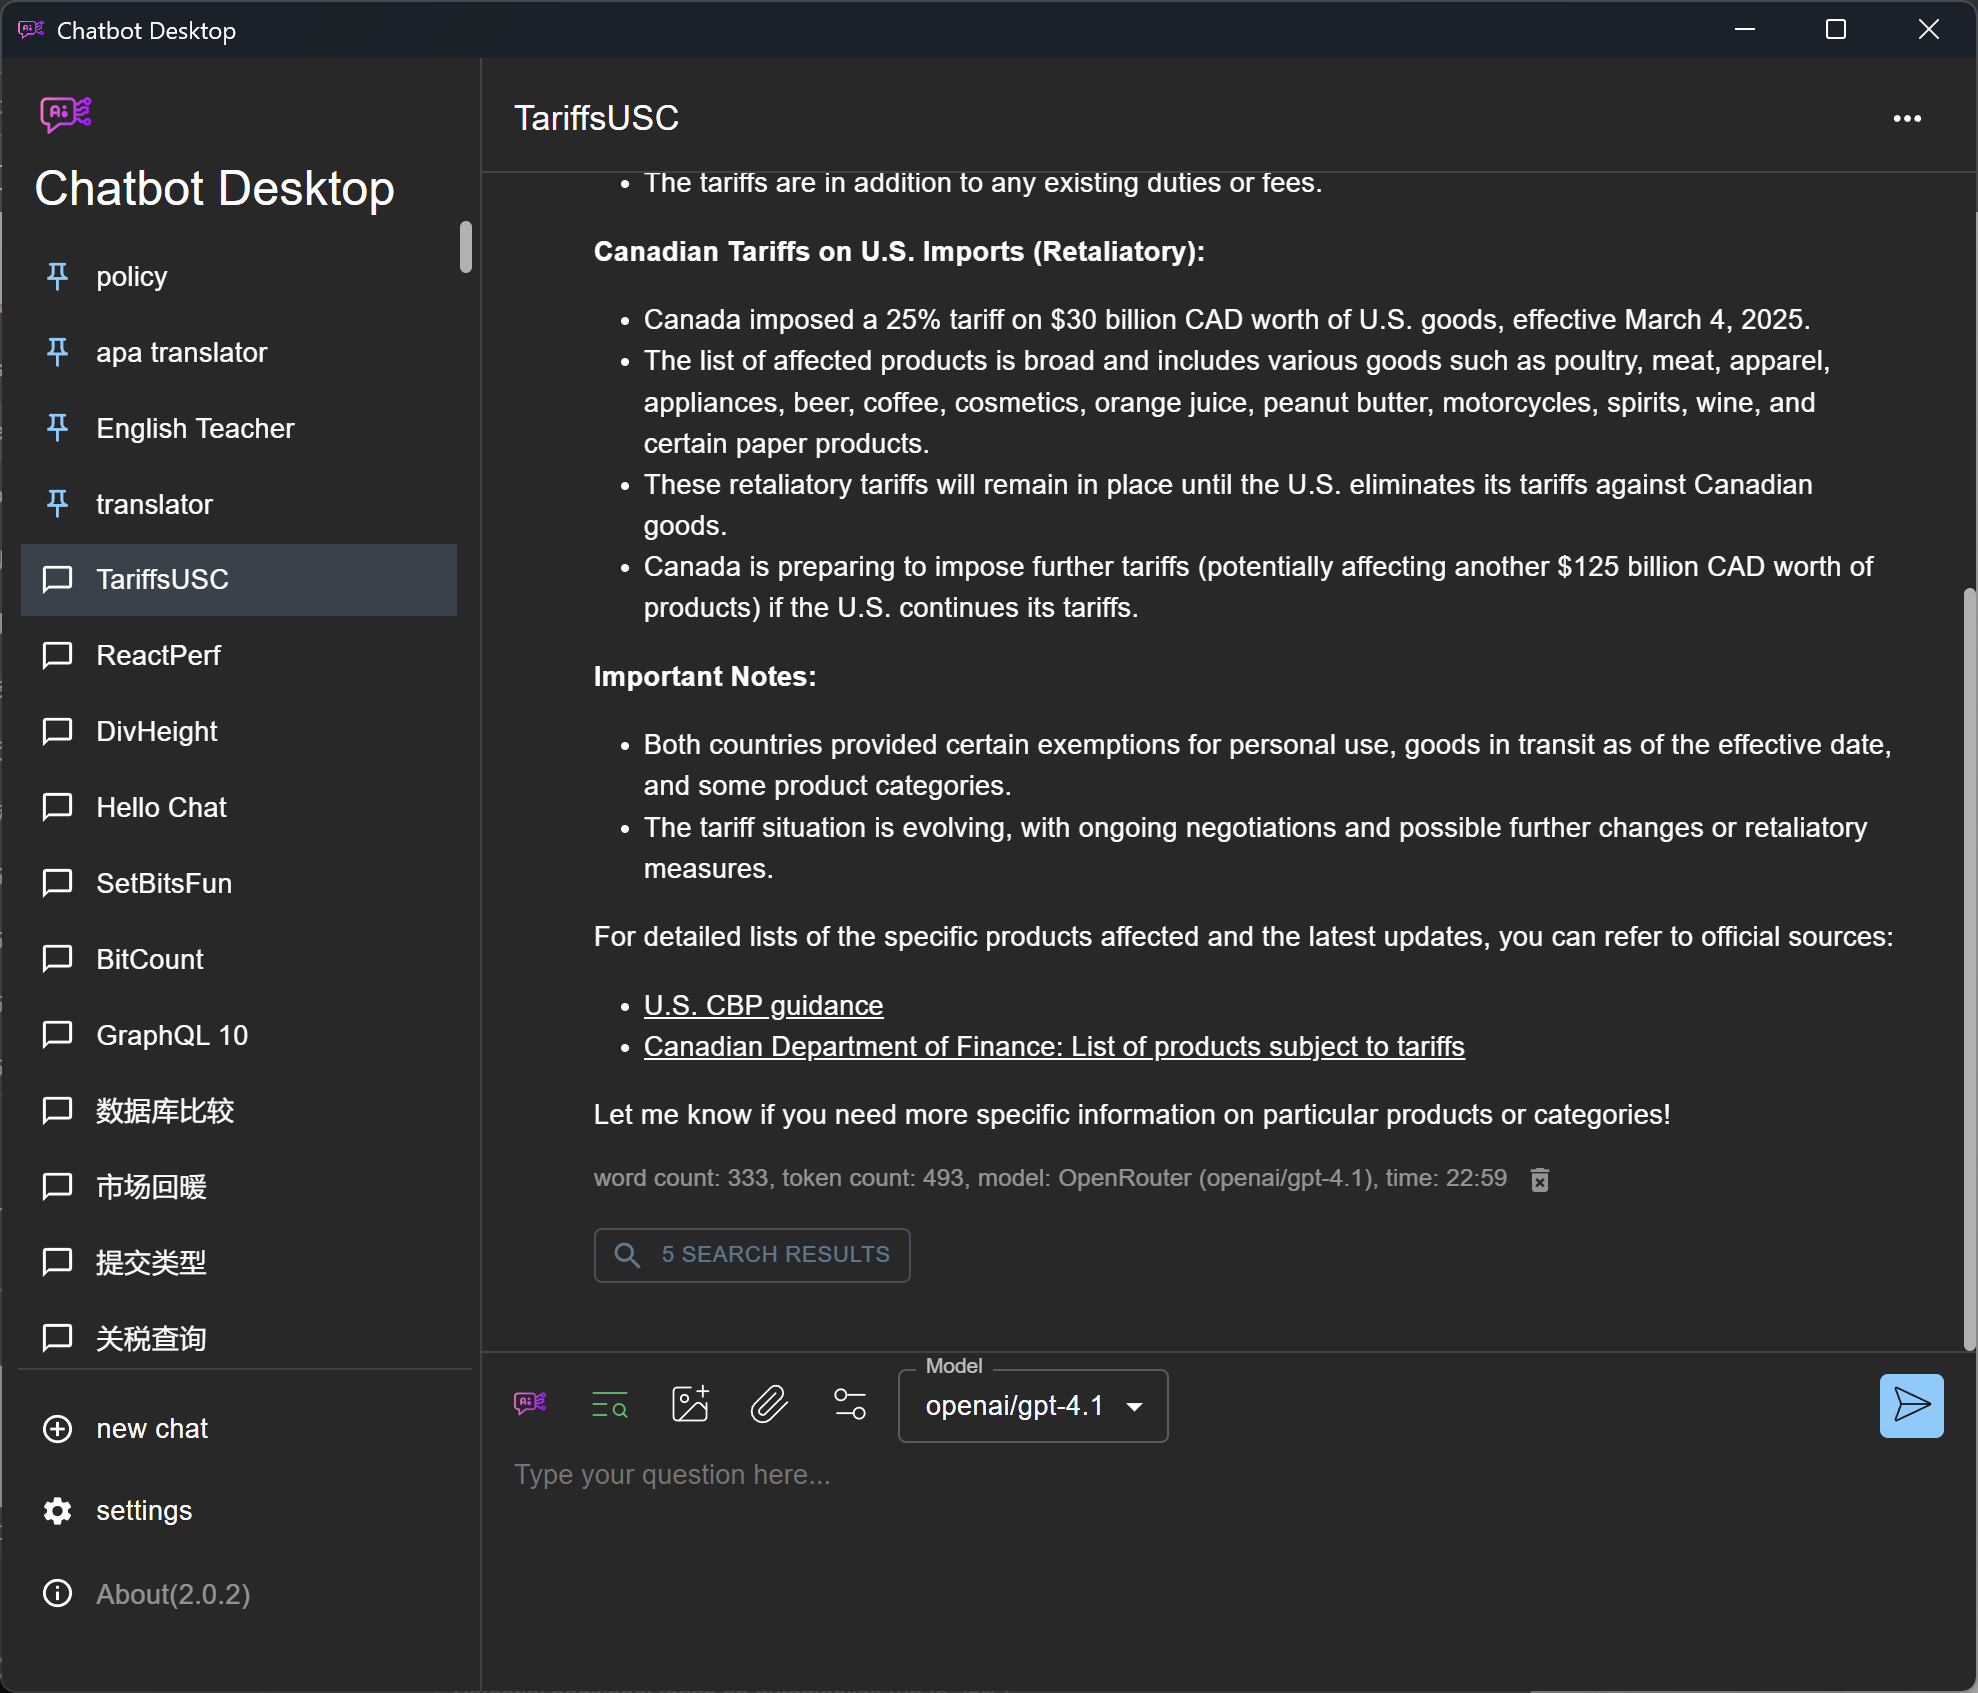 Chatbot Desktop
Chatbot Desktop
policy
apa translator
English Teacher
translator
TariffsUSC
ReactPerf
DivHeight
Hello Chat
SetBitsFun
BitCount
GraphQL 10
数据库比较
市场回暖
提交类型
关税查询
new chat
settings
About(2.0.2)
TariffsUSC
• The tariffs are in addition to any existing duties or fees.
Canadian Tariffs on U.S. Imports (Retaliatory):
• Canada imposed a 25% tariff on $30 billion CAD worth of U.S. goods, effective March 4, 2025.
• The list of affected products is broad and includes various goods such as poultry, meat, apparel,
appliances, beer, coffee, cosmetics, orange juice, peanut butter, motorcycles, spirits, wine, and
certain paper products.
• These retaliatory tariffs will remain in place until the U.S. eliminates its tariffs against Canadian
goods.
• Canada is preparing to impose further tariffs (potentially affecting another $125 billion CAD worth of
products) if the U.S. continues its tariffs.
Important Notes:
• Both countries provided certain exemptions for personal use, goods in transit as of the effective date,
and some product categories.
• The tariff situation is evolving, with ongoing negotiations and possible further changes or retaliatory
measures.
For detailed lists of the specific products affected and the latest updates, you can refer to official sources:
• U.S. CBP guidance
• Canadian Department of Finance: List of products subject to tariffs
Let me know if you need more specific information on particular products or categories!
word count: 333, token count: 493, model: OpenRouter (openai/gpt-4.1), time: 22:59
5 SEARCH RESULTS
Model
openai/gpt-4.1
Type your question here...